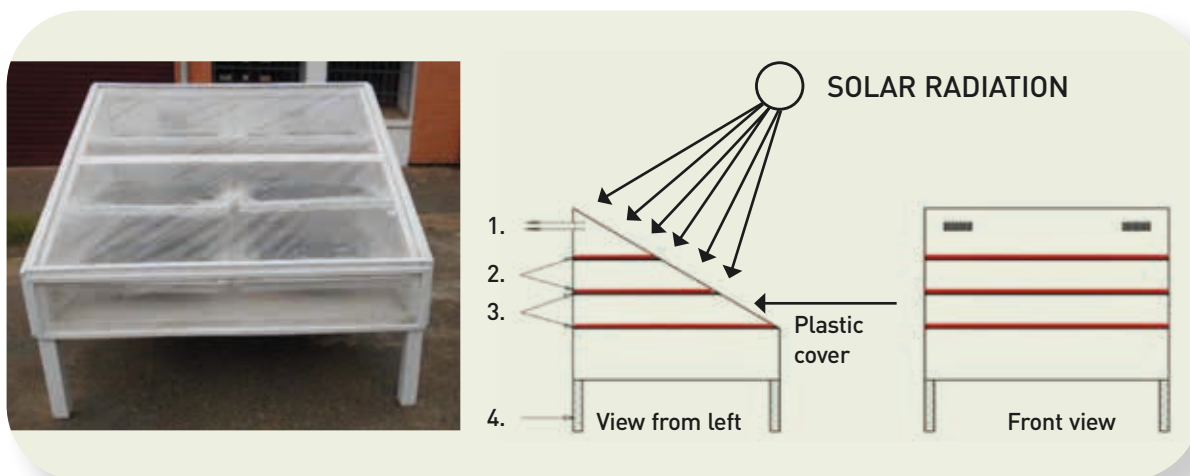 SOLAR RADIATION
1.
2.
3.
Plastic
cover
4.
View from left
Front view